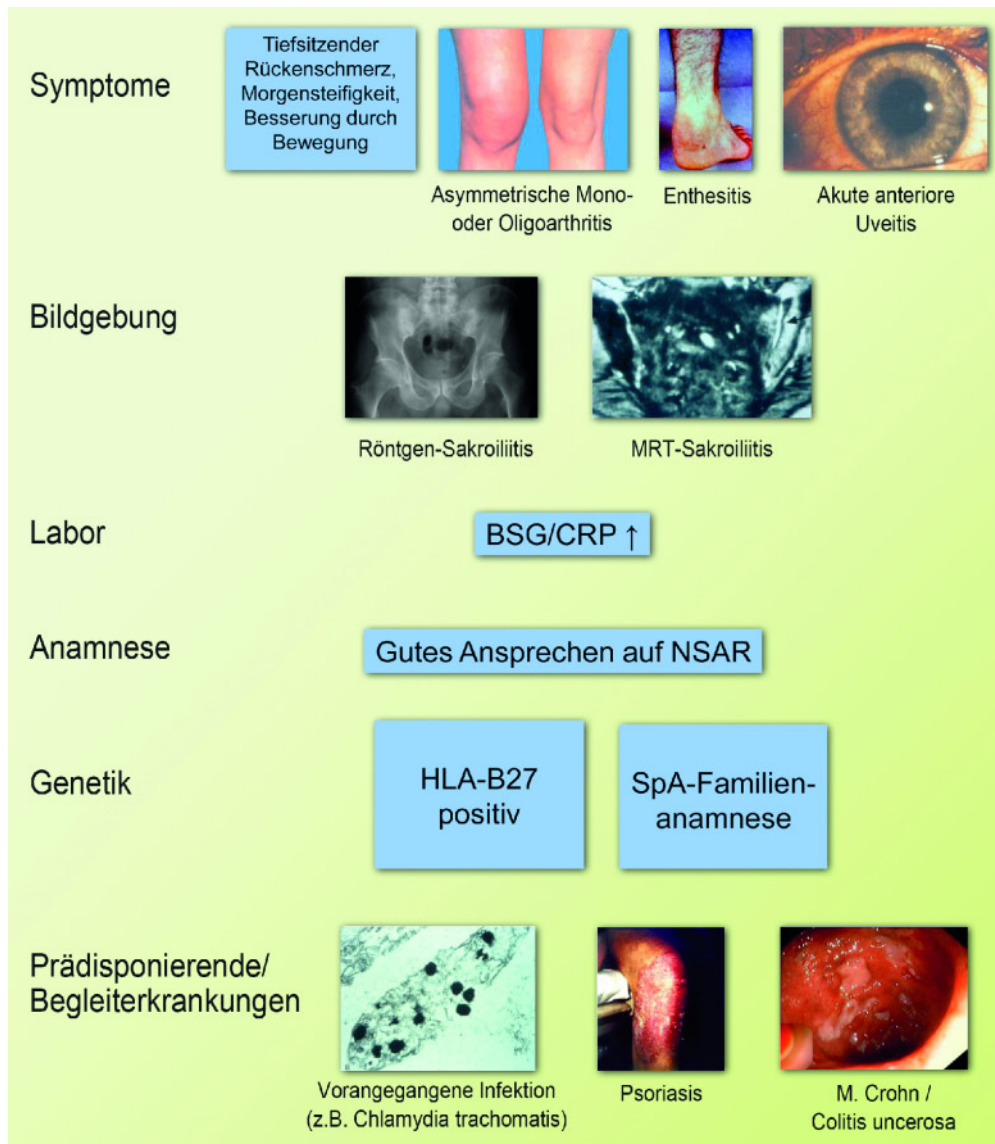 Symptome
Tiefsitzender
Rückenschmerz,
Morgensteifigkeit,
Besserung durch
Bewegung
Asymmetrische Mono-
oder Oligoarthritis
Enthesitis
Akute anteriore
Uveitis
Bildgebung
Röntgen-Sakroiliitis
MRT-Sakroiliitis
Labor
BSG/CRP ↑
Anamnese
Gutes Ansprechen auf NSAR
Genetik
HLA-B27
positiv
SpA-Familien-
anamnese
Prädisponierende/
Begleiterkrankungen
Vorangegangene Infektion
(z.B. Chlamydia trachomatis)
Psoriasis
M. Crohn /
Colitis uncerosa